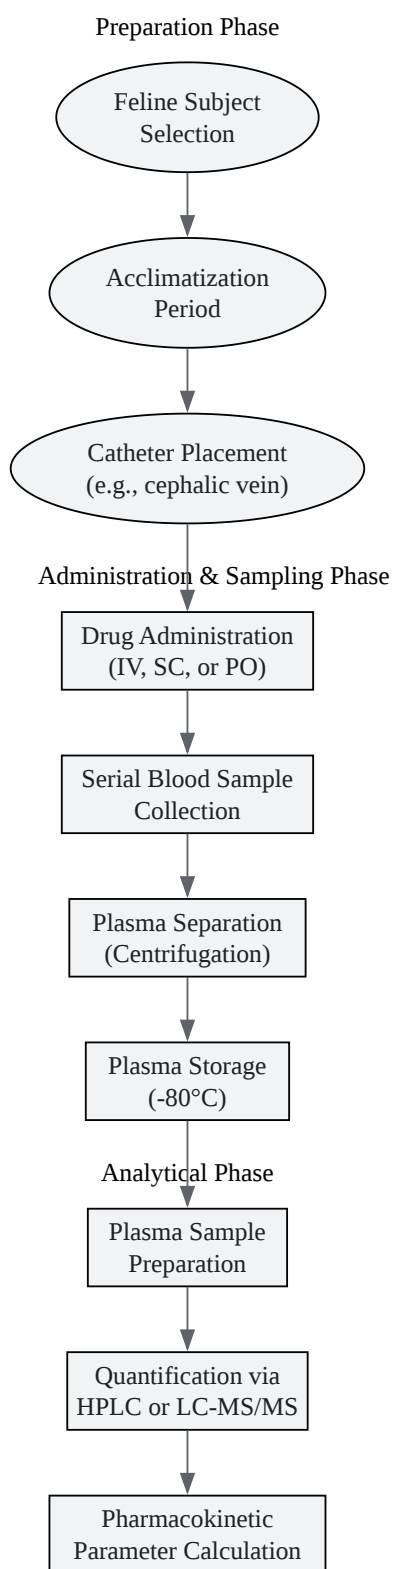 Preparation Phase
Feline Subject
Selection
Acclimatization
Period
Catheter Placement
(e.g., cephalic vein)
Administration & Sampling Phase
Drug Administration
(IV, SC, or PO)
Serial Blood Sample
Collection
Plasma Separation
(Centrifugation)
Plasma Storage
(-80°C)
Analytical Phase
Plasma Sample
Preparation
Quantification via
HPLC or LC-MS/MS
Pharmacokinetic
Parameter Calculation